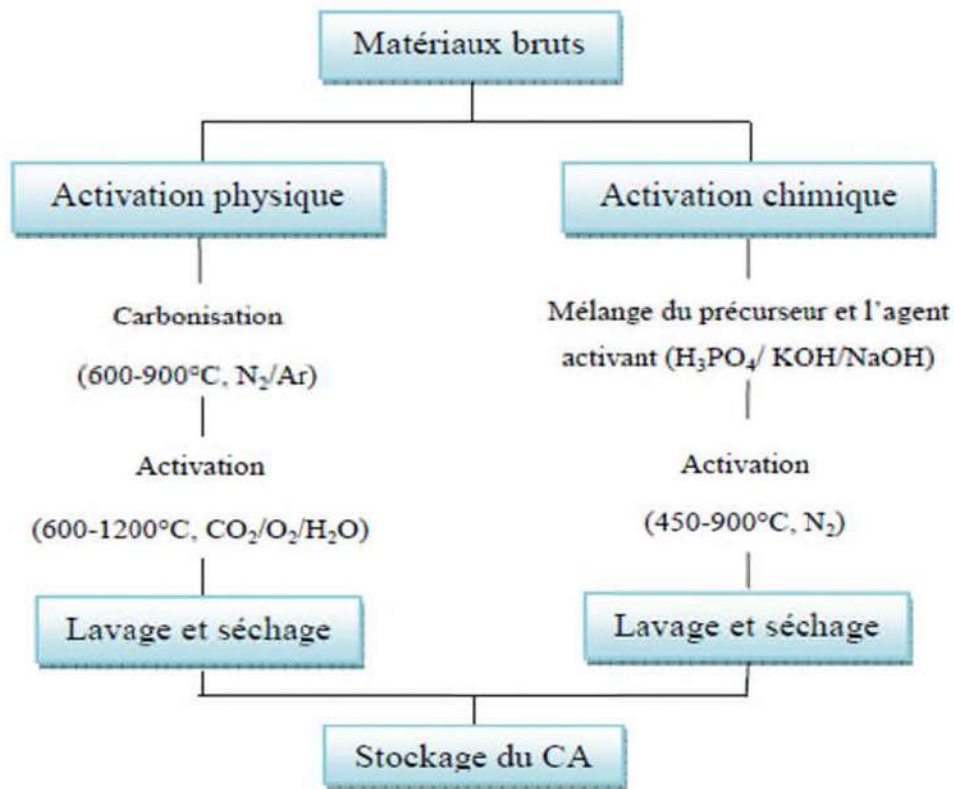 Matériaux bruts
Activation physique
Carbonisation
(600-900°C, N₂/Ar)
Activation
(600-1200°C, CO₂/O₂/H₂O)
Lavage et séchage
Activation chimique
Mélange du précurseur et l'agent
activant (H₃PO₄/ KOH/NaOH)
Activation
(450-900°C, N₂)
Lavage et séchage
Stockage du CA